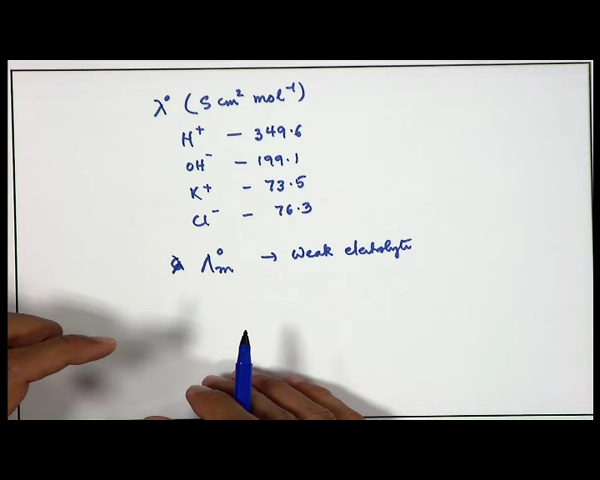 λ° (S cm² mol⁻¹)
H⁺ – 349.6
OH⁻ – 199.1
K⁺ – 73.5
Cl⁻ – 76.3
Λ°m → Weak electrolyte